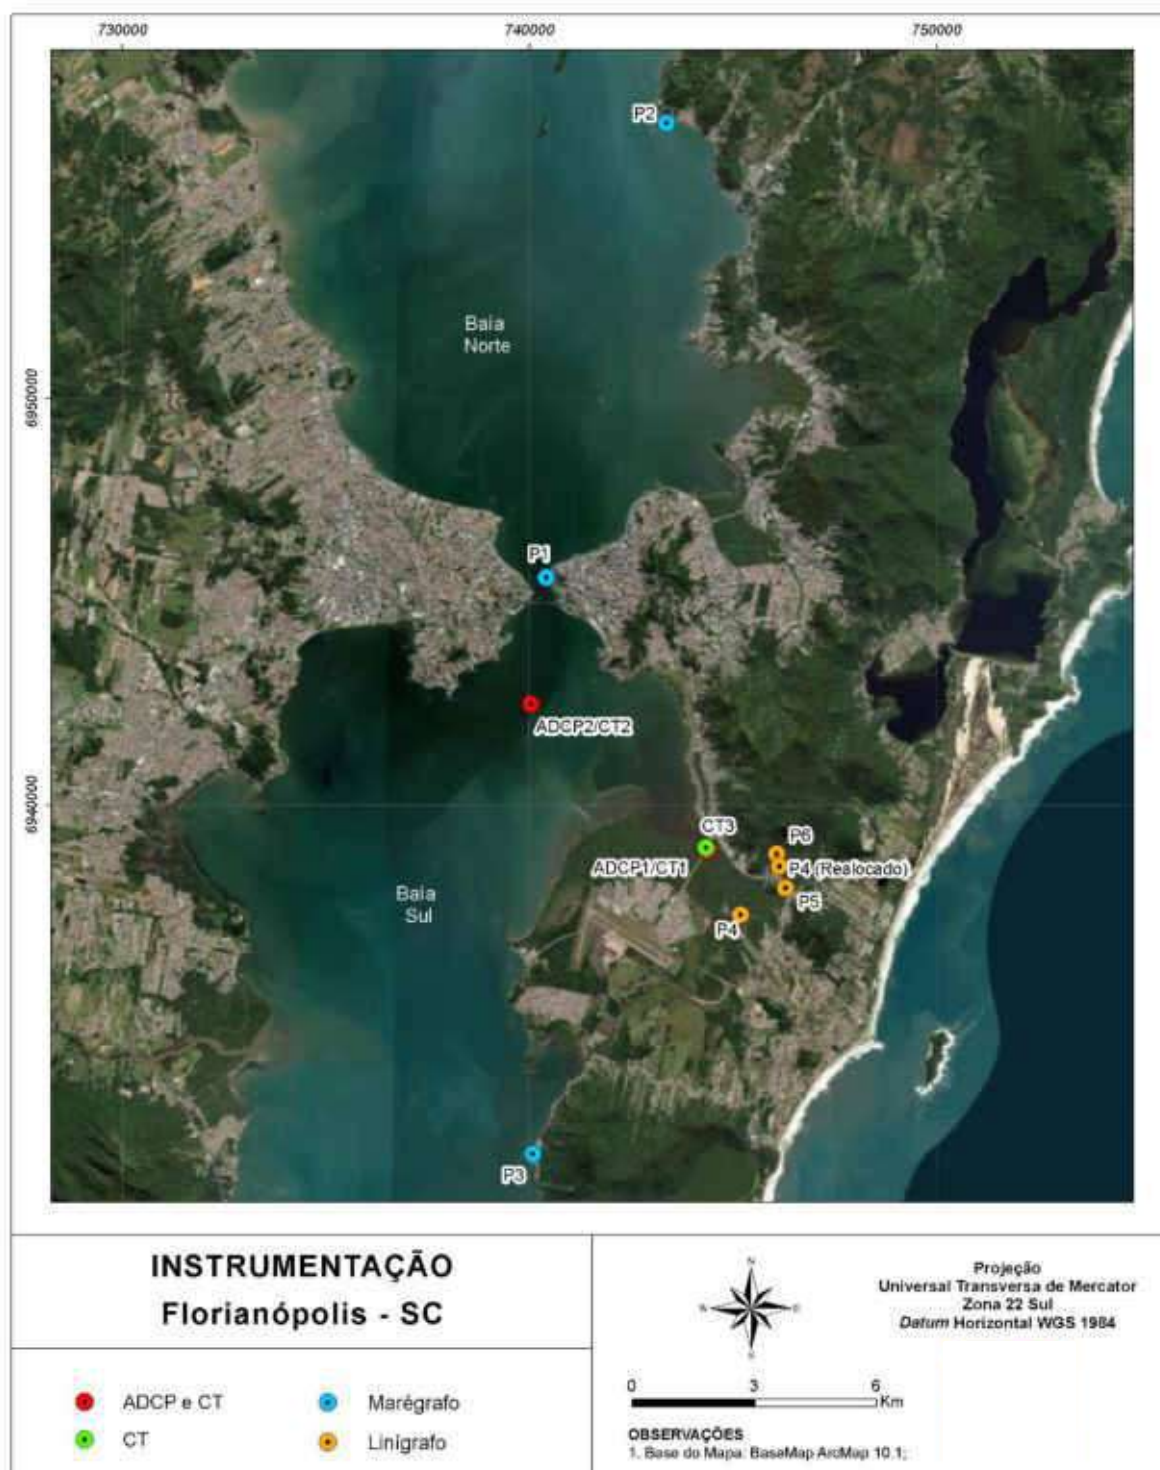 730000 740000 750000
P2
Baia
Norte
6950000
P1
ADCP2/CT2
6940000
CT3
P6
ADCP1/CT1
P4 (Realocado)
Baia
Sul
P5
P4
P3
INSTRUMENTAÇÃO
Florianópolis - SC
N
Projeção
Universal Transversa de Mercator
Zona 22 Sul
Datum Horizontal WGS 1984
ADCP e CT
Marégrafo
CT
Linígrafo
0 3 6
Km
OBSERVAÇÕES
1. Base do Mapa: BaseMap ArcMap 10.1;